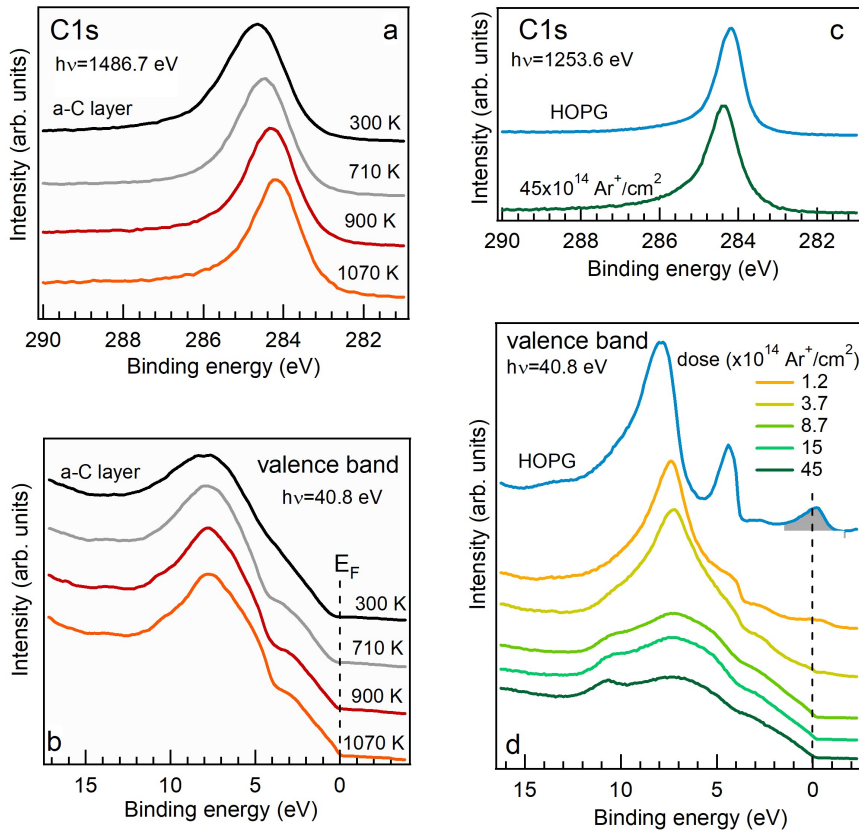 C1s
a
hν=1486.7 eV
a-C layer
300 K
710 K
900 K
1070 K
Intensity (arb. units)
290 288 286 284 282
Binding energy (eV)
C1s
c
hν=1253.6 eV
HOPG
45x10¹⁴ Ar⁺/cm²
Intensity (arb. units)
290 288 286 284 282
Binding energy (eV)
a-C layer
valence band
hν=40.8 eV
E_F
300 K
710 K
900 K
1070 K
b
Intensity (arb. units)
15 10 5 0
Binding energy (eV)
valence band
hν=40.8 eV
dose (x10¹⁴ Ar⁺/cm²)
1.2
3.7
8.7
15
45
HOPG
d
Intensity (arb. units)
15 10 5 0
Binding energy (eV)